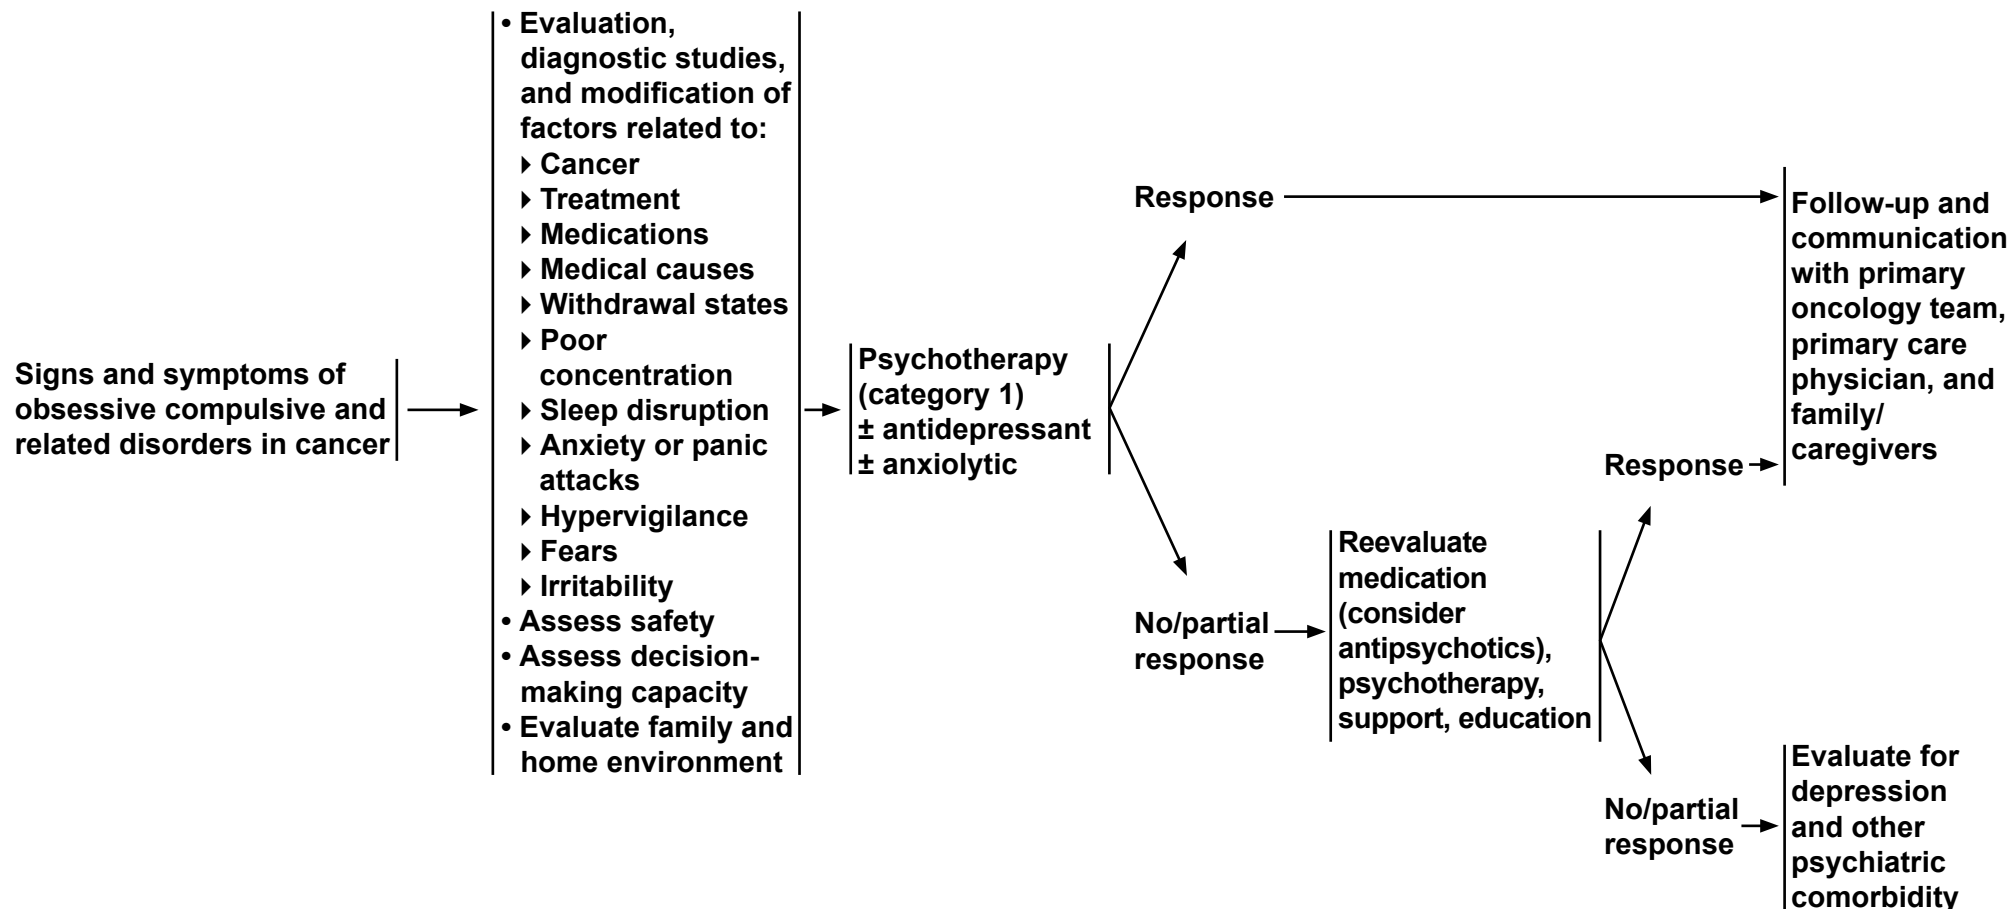 Signs and symptoms of
obsessive compulsive and
related disorders in cancer
• Evaluation,
diagnostic studies,
and modification of
factors related to:
▸ Cancer
▸ Treatment
▸ Medications
▸ Medical causes
▸ Withdrawal states
▸ Poor
concentration
▸ Sleep disruption
▸ Anxiety or panic
attacks
▸ Hypervigilance
▸ Fears
▸ Irritability
• Assess safety
• Assess decision-
making capacity
• Evaluate family and
home environment
Psychotherapy
(category 1)
± antidepressant
± anxiolytic
Response
No/partial
response
Reevaluate
medication
(consider
antipsychotics),
psychotherapy,
support, education
Response
No/partial
response
Follow-up and
communication
with primary
oncology team,
primary care
physician, and
family/
caregivers
Evaluate for
depression
and other
psychiatric
comorbidity